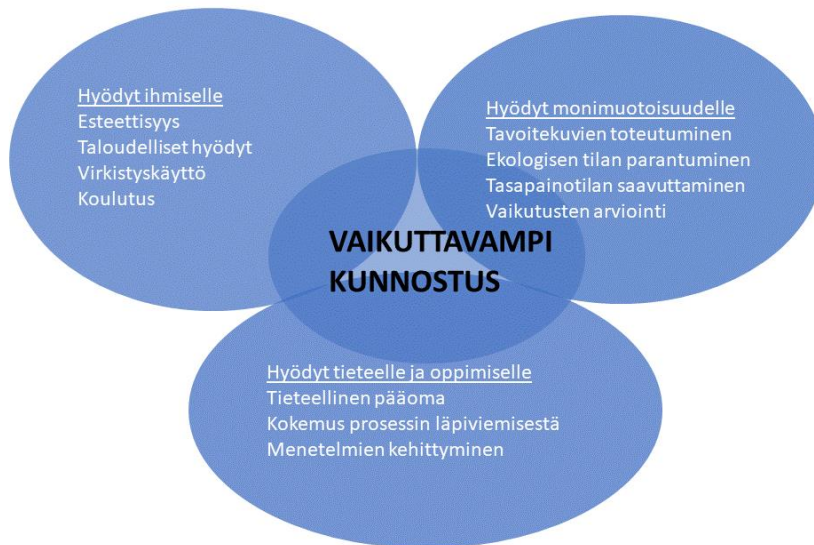 Hyödyt ihmiselle
Esteettisyys
Taloudelliset hyödyt
Virkistyskäyttö
Koulutus
Hyödyt monimuotoisuudelle
Tavoitekuvien toteutuminen
Ekologisen tilan parantuminen
Tasapainotilan saavuttaminen
Vaikutusten arviointi
VAIKUTTAVAMPI
KUNNOSTUS
Hyödyt tieteelle ja oppimiselle
Tieteellinen pääoma
Kokemus prosessin läpiviemisestä
Menetelmien kehittyminen